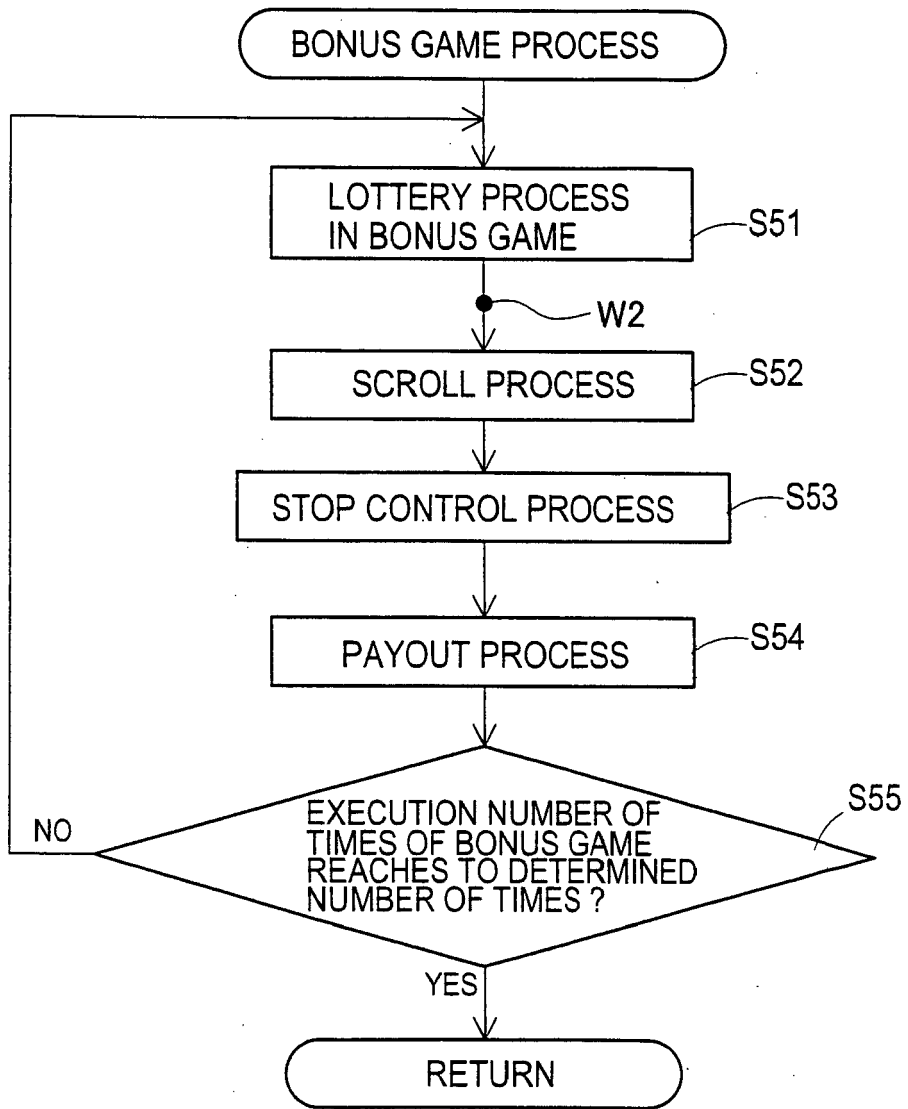 BONUS GAME PROCESS
LOTTERY PROCESS
IN BONUS GAME
S51
W2
SCROLL PROCESS
S52
STOP CONTROL PROCESS
S53
PAYOUT PROCESS
S54
EXECUTION NUMBER OF
TIMES OF BONUS GAME
REACHES TO DETERMINED
NUMBER OF TIMES ?
S55
NO
YES
RETURN